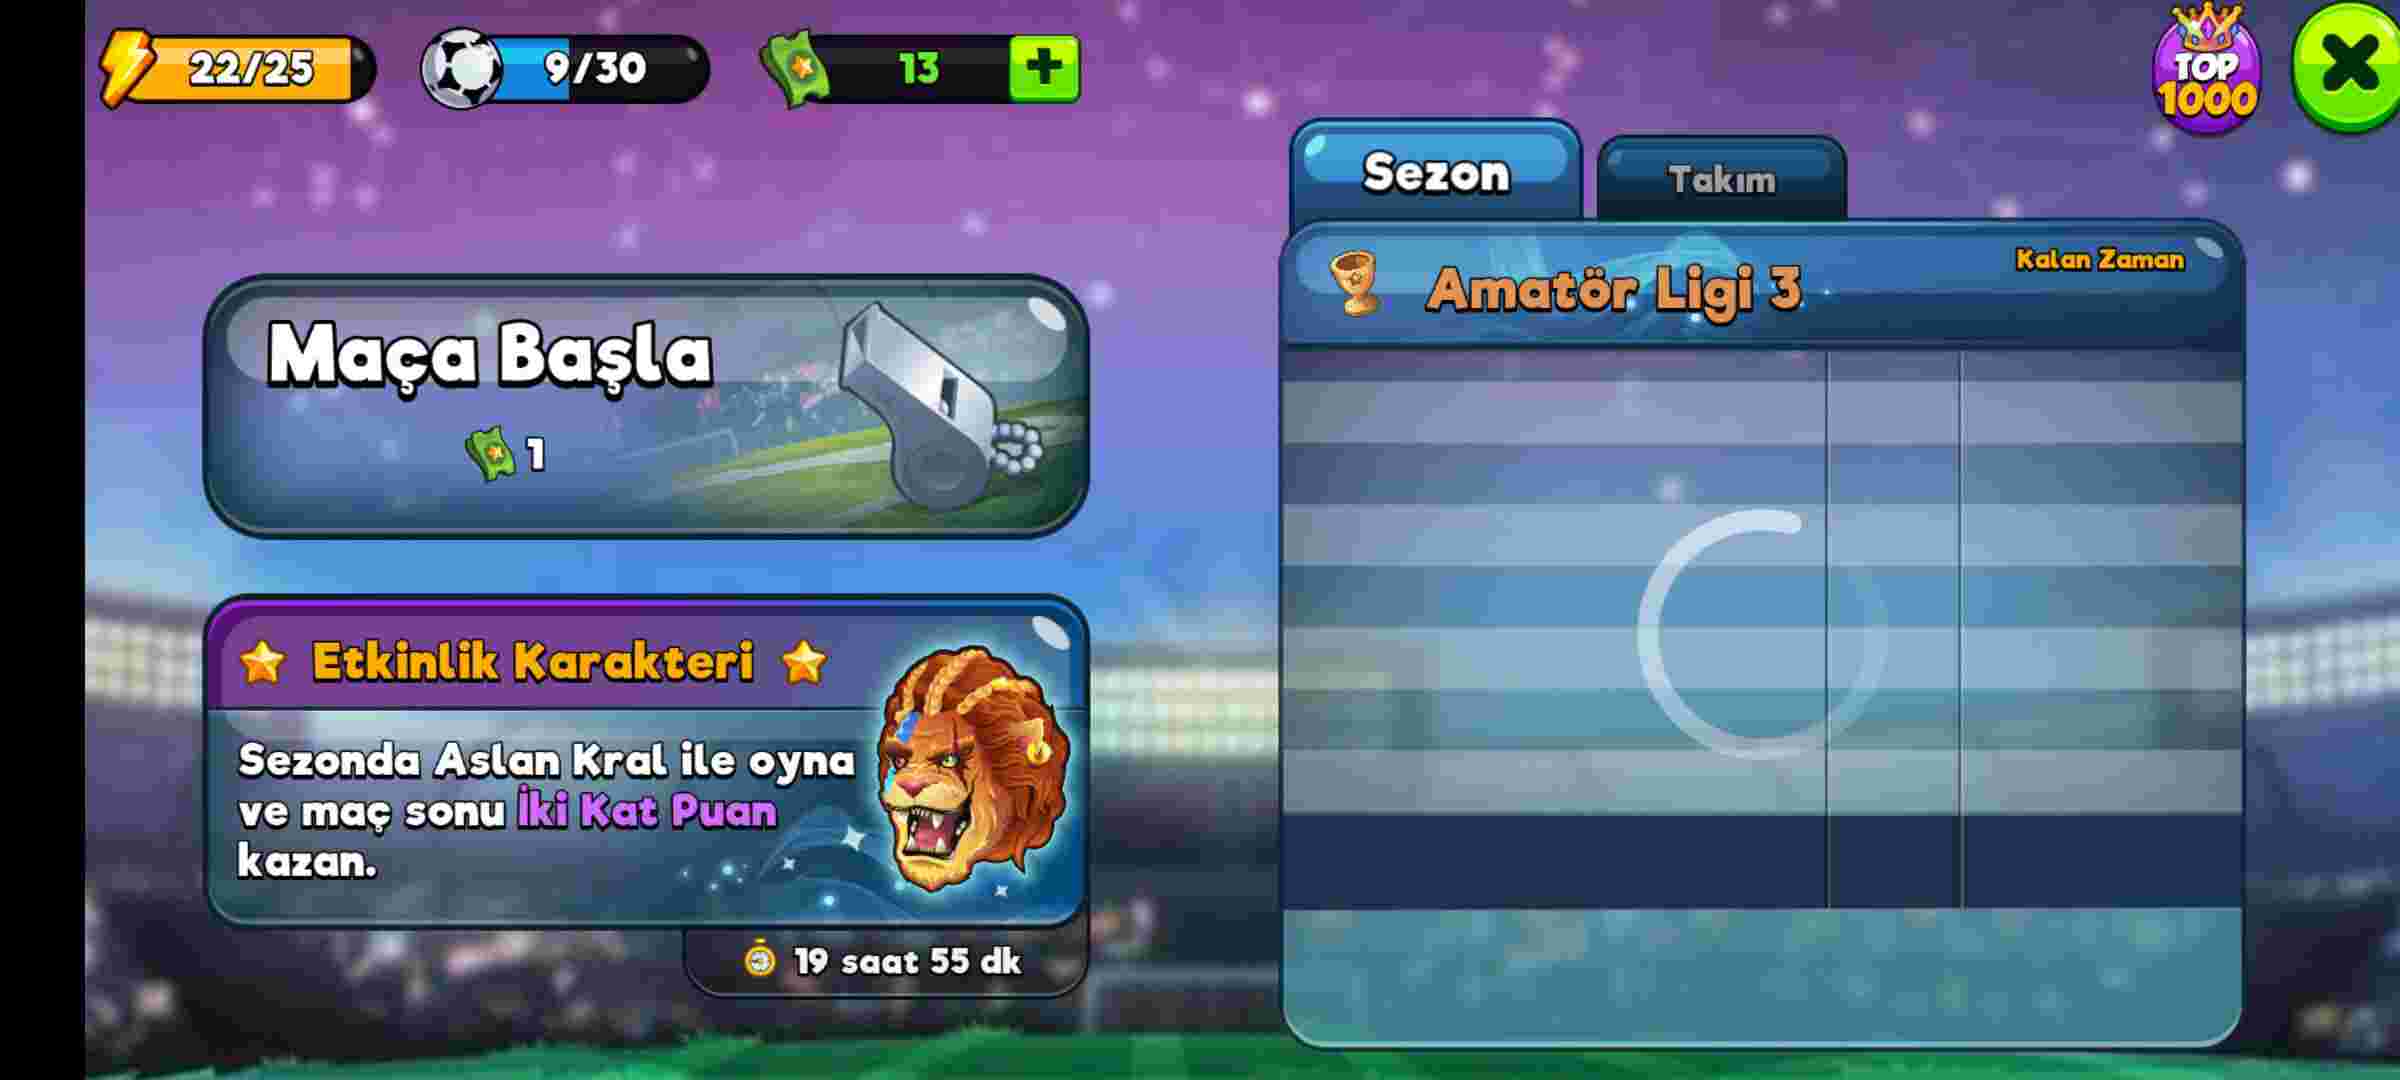 22/25
9/30
13
TOP
1000
Sezon
Takım
Amatör Ligi 3
Kalan Zaman
Maça Başla
1
Etkinlik Karakteri
Sezonda Aslan Kral ile oyna
ve maç sonu İki Kat Puan
kazan.
19 saat 55 dk